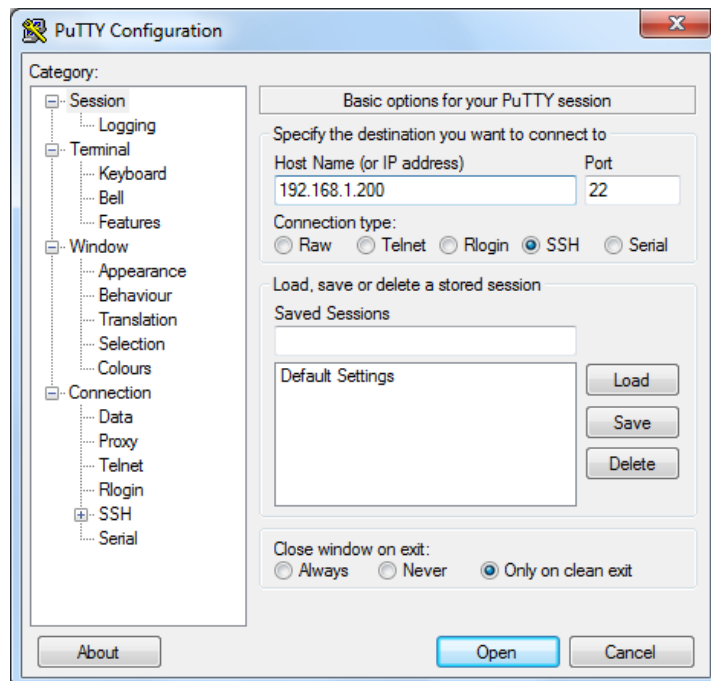 PuTTY Configuration
Category:
Session
Logging
Terminal
Keyboard
Bell
Features
Window
Appearance
Behaviour
Translation
Selection
Colours
Connection
Data
Proxy
Telnet
Rlogin
SSH
Serial
Basic options for your PuTTY session
Specify the destination you want to connect to
Host Name (or IP address) Port
192.168.1.200 22
Connection type:
Raw Telnet Rlogin SSH Serial
Load, save or delete a stored session
Saved Sessions
Default Settings
Load
Save
Delete
Close window on exit:
Always Never Only on clean exit
About Open Cancel